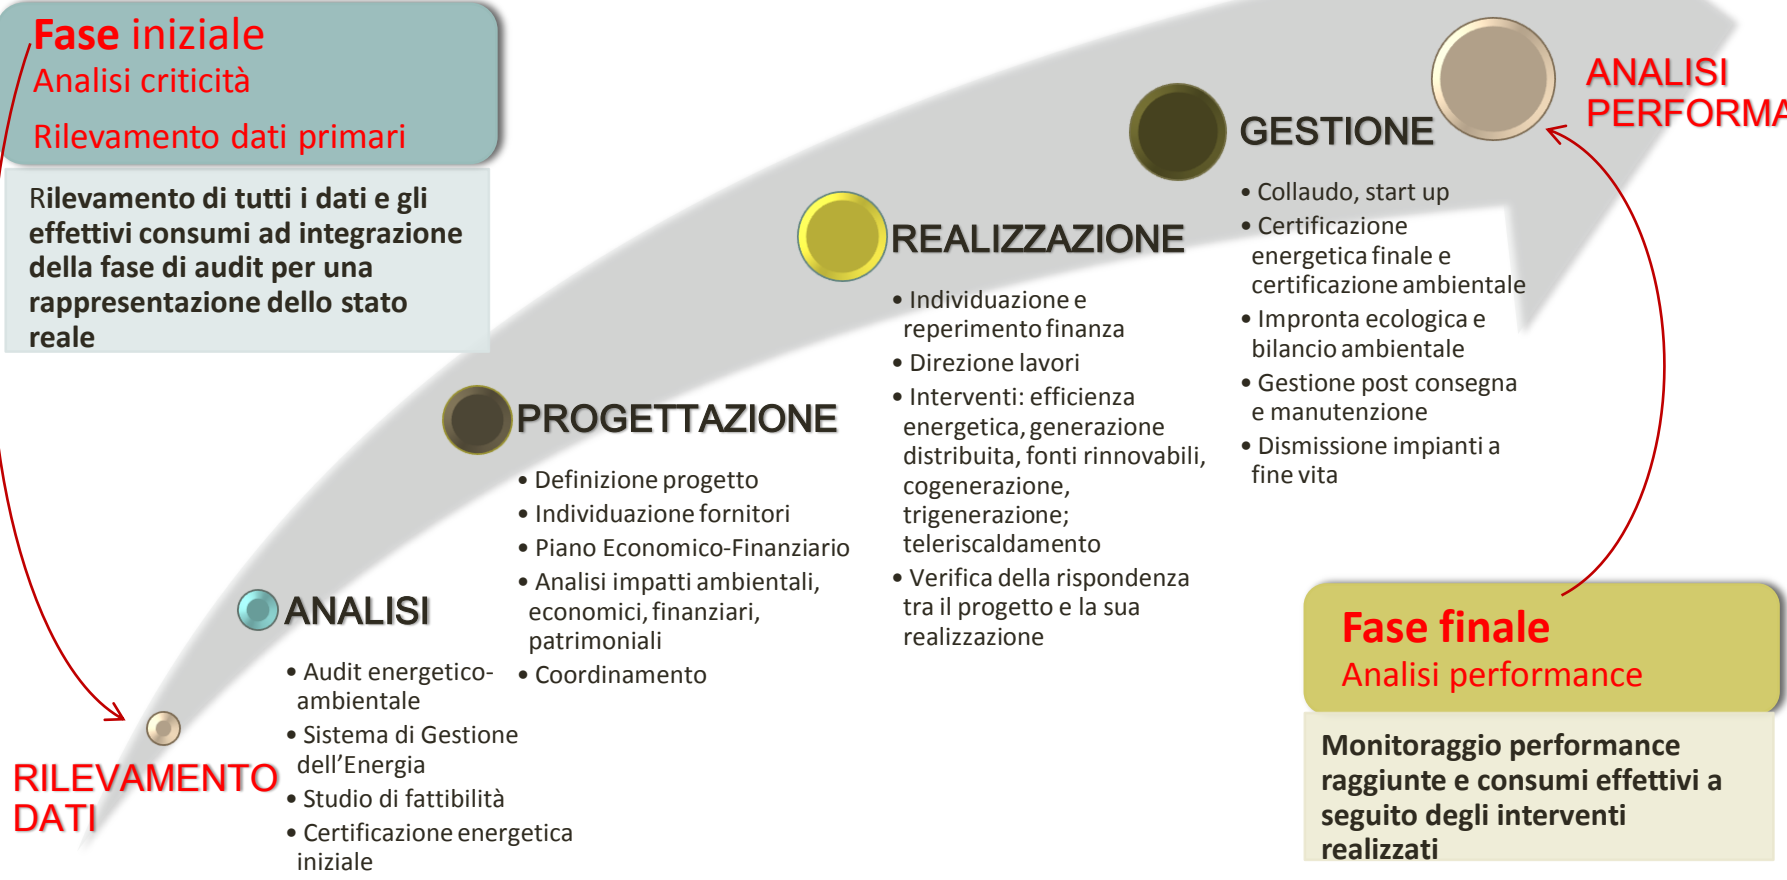 Fase iniziale
Analisi criticità
Rilevamento dati primari
Rilevamento di tutti i dati e gli
effettivi consumi ad integrazione
della fase di audit per una
rappresentazione dello stato
reale
RILEVAMENTO
DATI
ANALISI
• Audit energetico-
ambientale
• Sistema di Gestione
dell’Energia
• Studio di fattibilità
• Certificazione energetica
iniziale
PROGETTAZIONE
• Definizione progetto
• Individuazione fornitori
• Piano Economico-Finanziario
• Analisi impatti ambientali,
economici, finanziari,
patrimoniali
• Coordinamento
REALIZZAZIONE
• Individuazione e
reperimento finanza
• Direzione lavori
• Interventi: efficienza
energetica, generazione
distribuita, fonti rinnovabili,
cogenerazione,
trigenerazione;
teleriscaldamento
• Verifica della rispondenza
tra il progetto e la sua
realizzazione
GESTIONE
• Collaudo, start up
• Certificazione
energetica finale e
certificazione ambientale
• Impronta ecologica e
bilancio ambientale
• Gestione post consegna
e manutenzione
• Dismissione impianti a
fine vita
ANALISI
PERFORMA
Fase finale
Analisi performance
Monitoraggio performance
raggiunte e consumi effettivi a
seguito degli interventi
realizzati